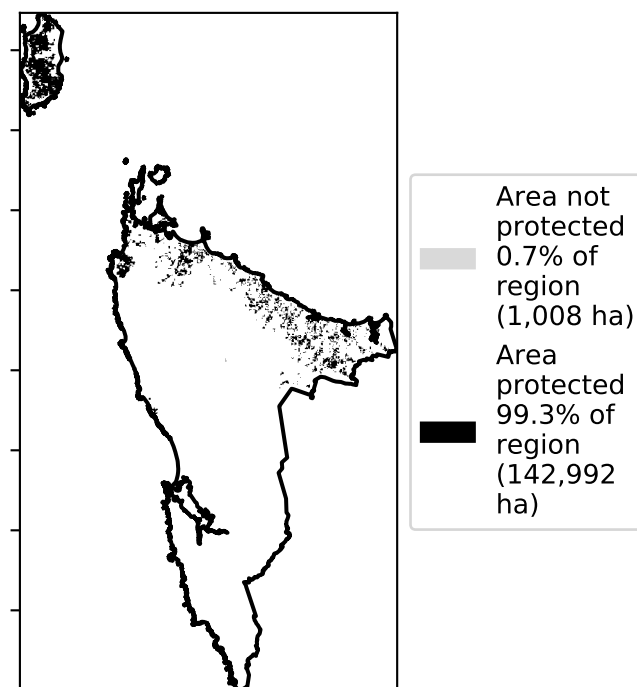 Area not
protected
0.7% of
region
(1,008 ha)
Area
protected
99.3% of
region
(142,992
ha)